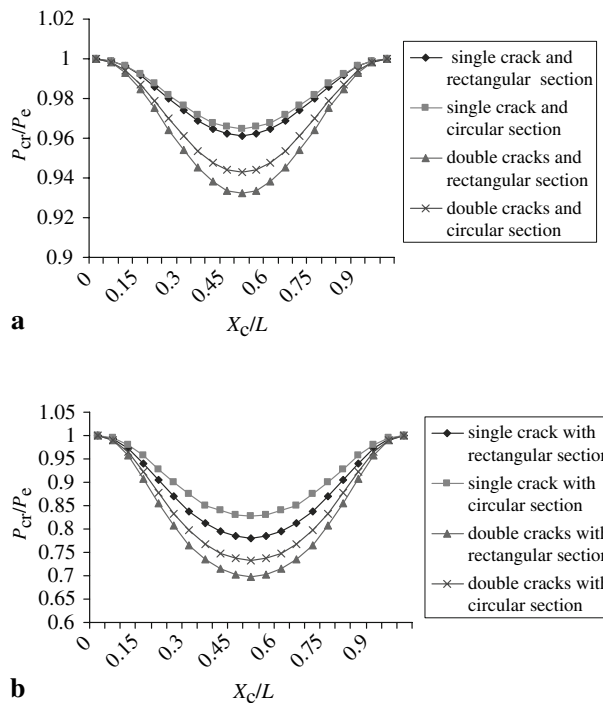 1
0.98
0.96
0.94
0.92
0.9
P_cr/P_e
0
0.15
0.3
0.45
0.6
0.75
0.9
X_c/L
single crack and
rectangular section
single crack and
circular section
double cracks and
rectangular section
double cracks and
circular section
a
1.05
1
0.95
0.9
0.85
0.8
0.75
0.7
0.65
0.6
P_cr/P_e
0
0.15
0.3
0.45
0.6
0.75
0.9
X_c/L
single crack with
rectangular section
single crack with
circular section
double cracks with
rectangular section
double cracks with
circular section
b